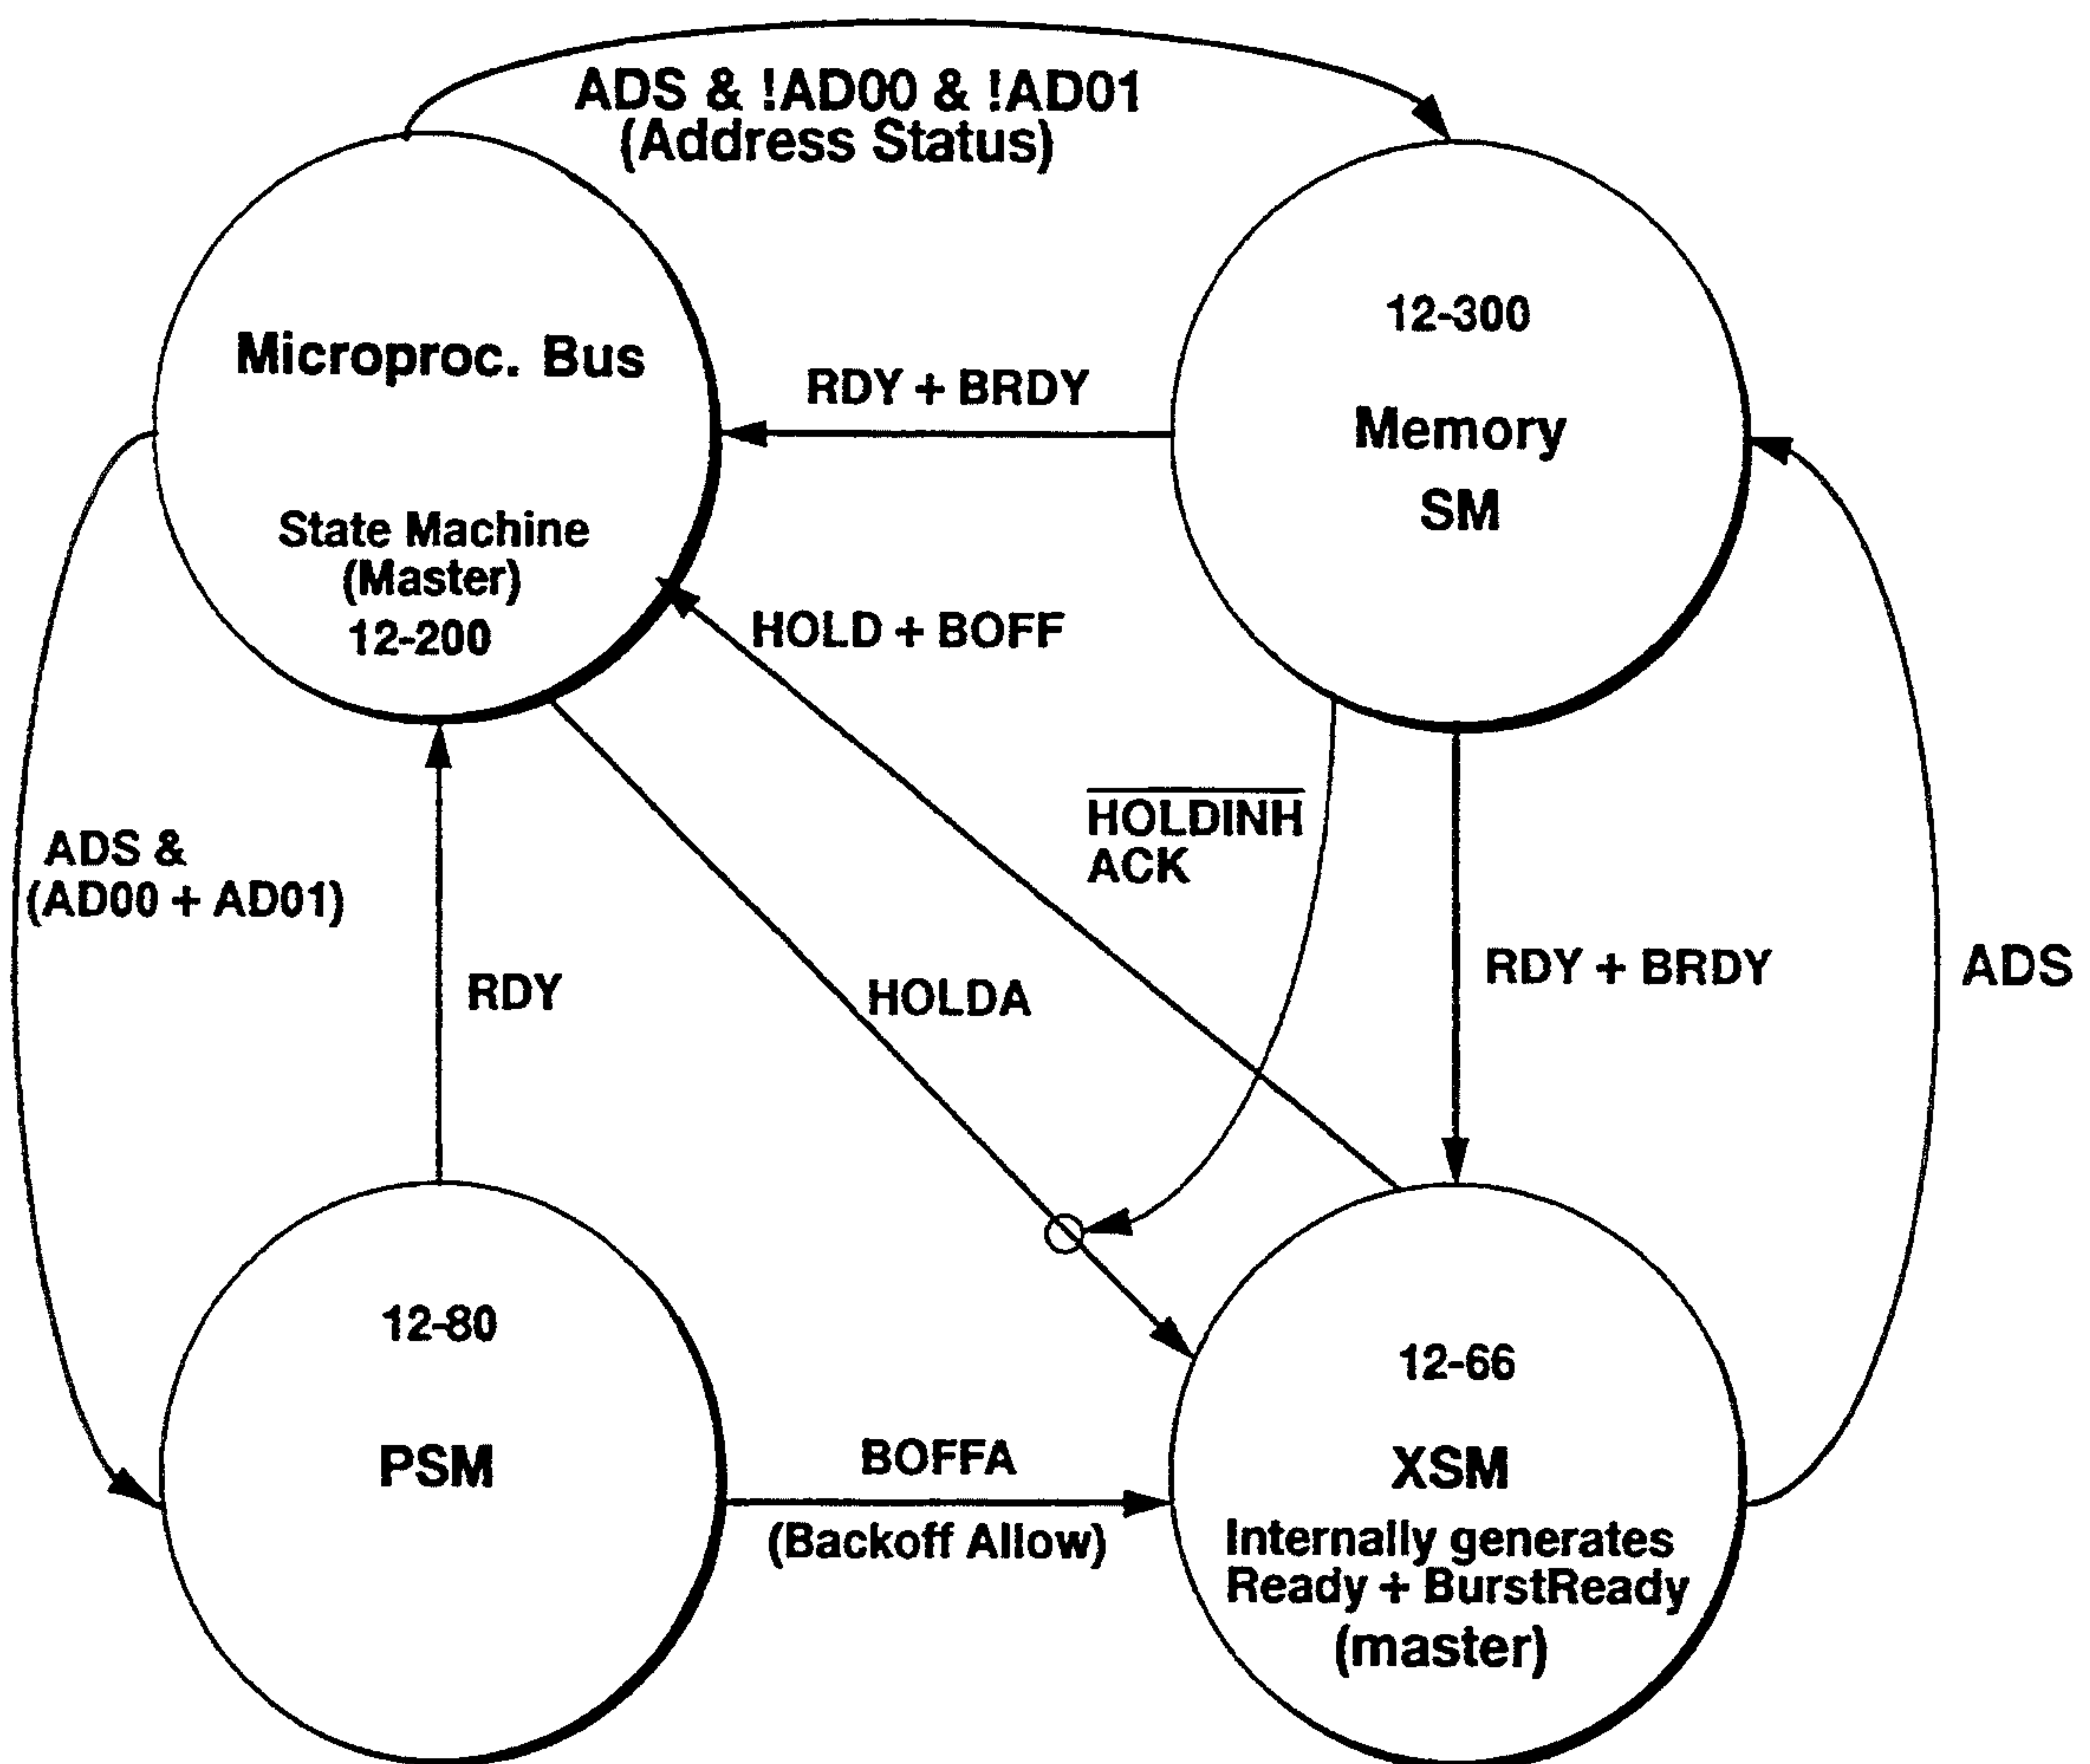 ADS & !AD00 & !AD01
(Address Status)
Microproc. Bus
State Machine
(Master)
12-200
12-300
Memory
SM
RDY + BRDY
HOLD + BOFF
HOLDINH
ACK
ADS &
(AD00 + AD01)
RDY
HOLDA
RDY + BRDY
ADS
12-80
PSM
BOFFA
(Backoff Allow)
12-66
XSM
Internally generates
Ready + BurstReady
(master)